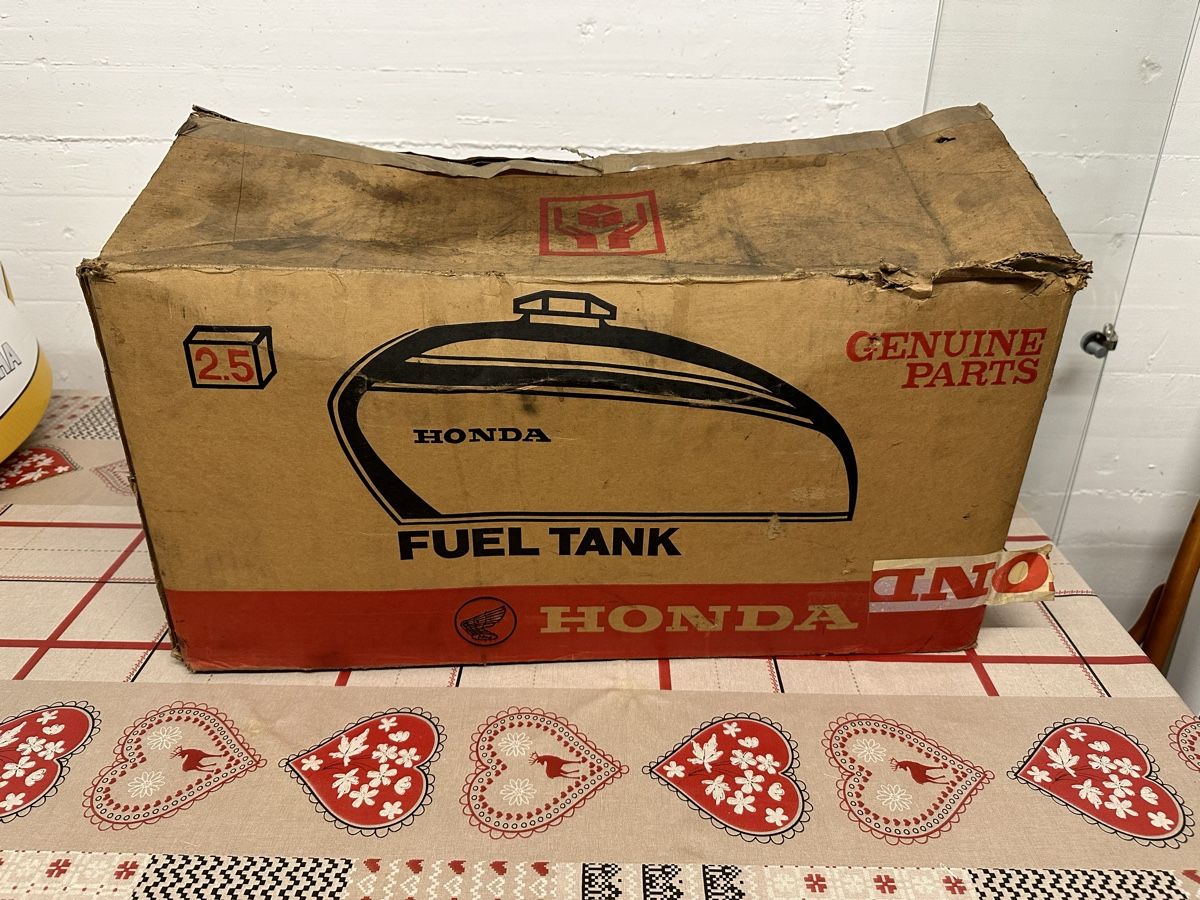 2.5
GENUINE
PARTS
HONDA
FUEL TANK
HONDA